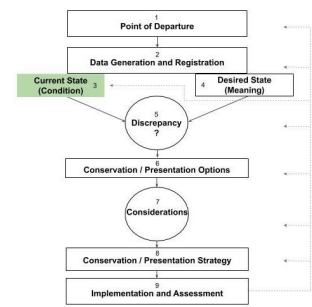 1
Point of Departure
2
Data Generation and Registration
Current State
(Condition)
3
4
Desired State
(Meaning)
5
Discrepancy
?
6
Conservation / Presentation Options
7
Considerations
8
Conservation / Presentation Strategy
9
Implementation and Assessment